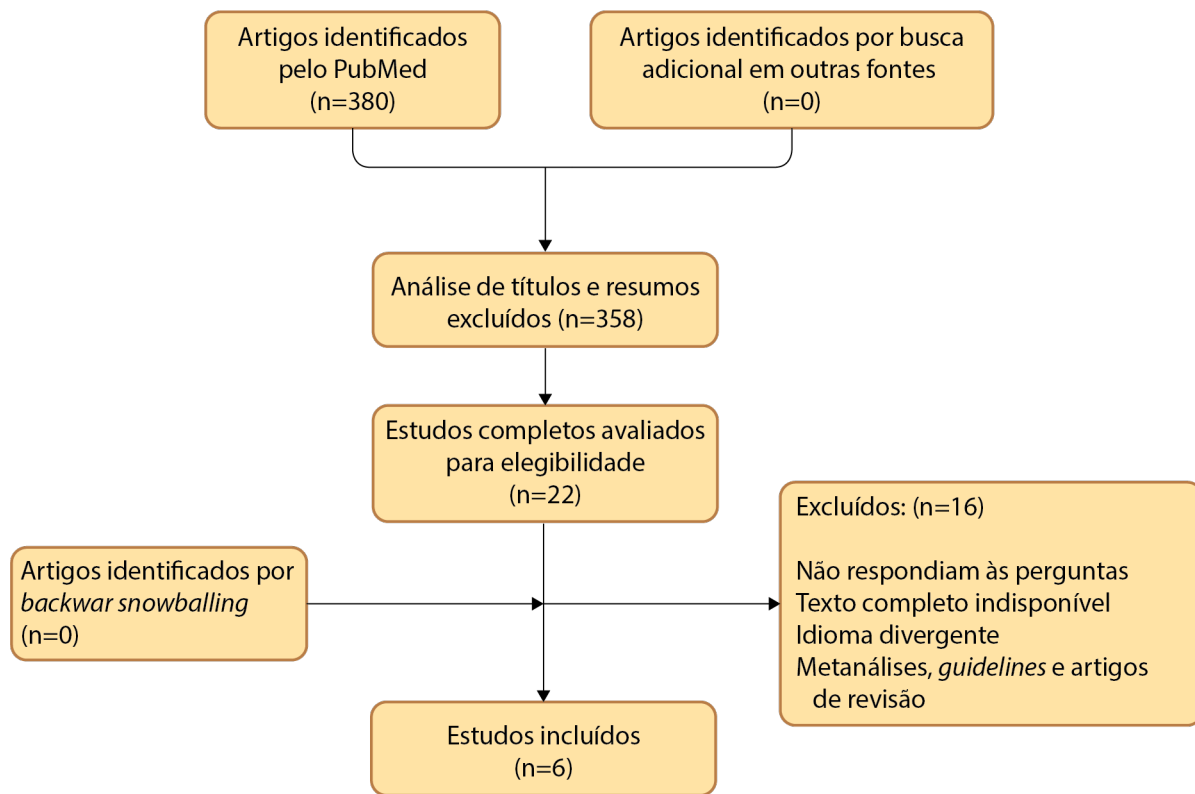 Artigos identificados
pelo PubMed
(n=380)
Artigos identificados por busca
adicional em outras fontes
(n=0)
Análise de títulos e resumos
excluídos (n=358)
Estudos completos avaliados
para elegibilidade
(n=22)
Artigos identificados por
backwar snowballing
(n=0)
Excluídos: (n=16)
Não respondiam às perguntas
Texto completo indisponível
Idioma divergente
Metanálises, guidelines e artigos
de revisão
Estudos incluídos
(n=6)